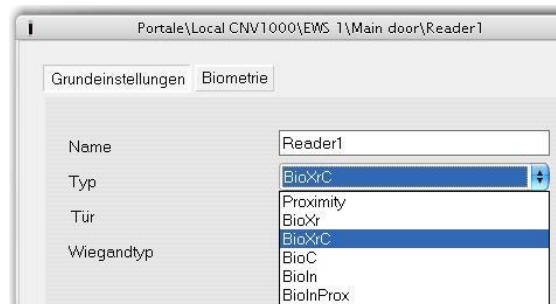 Portale\Local CNV1000\EWS 1\Main door\Reader1
Grundeinstellungen Biometrie
Name Reader1
Typ BioXrC
Proximity
Tür BioXr
BioXrC
Wiegandtyp BioC
BioIn
BioInProx